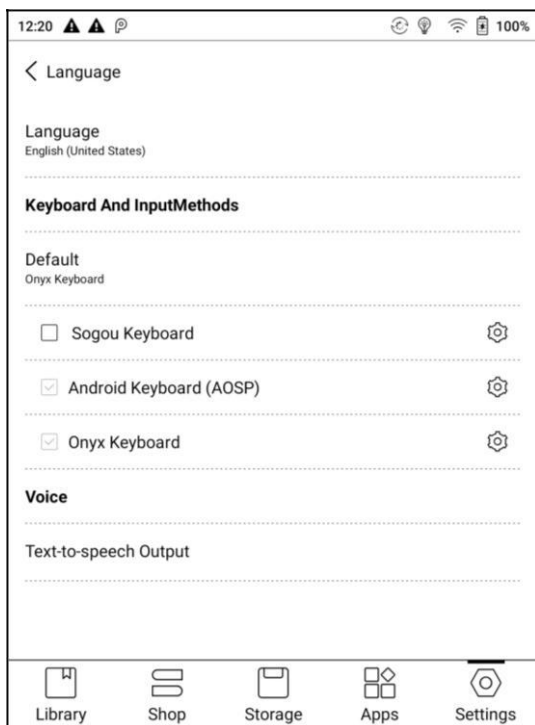 12:20 100%
Language
Language
English (United States)
Keyboard And InputMethods
Default
Onyx Keyboard
Sogou Keyboard
Android Keyboard (AOSP)
Onyx Keyboard
Voice
Text-to-speech Output
Library Shop Storage Apps Settings